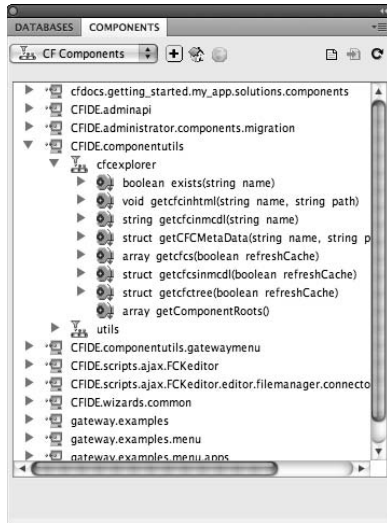 DATABASES COMPONENTS
CF Components
cfdocs.getting_started.my_app.solutions.components
CFIDE.adminapi
CFIDE.administrator.components.migration
CFIDE.componentutils
cfcexplorer
boolean exists(string name)
void getcfcinhtml(string name, string path)
string getcfcinmcdl(string name)
struct getCFCMetaData(string name, string p
array getcfcs(boolean refreshCache)
struct getcfcsinmcdl(boolean refreshCache)
struct getcfctree(boolean refreshCache)
array getComponentRoots()
utils
CFIDE.componentutils.gatewaymenu
CFIDE.scripts.ajax.FCKeditor
CFIDE.scripts.ajax.FCKeditor.editor.filemanager.connecto
CFIDE.wizards.common
gateway.examples
gateway.examples.menu
gateway.examples.menu.apps